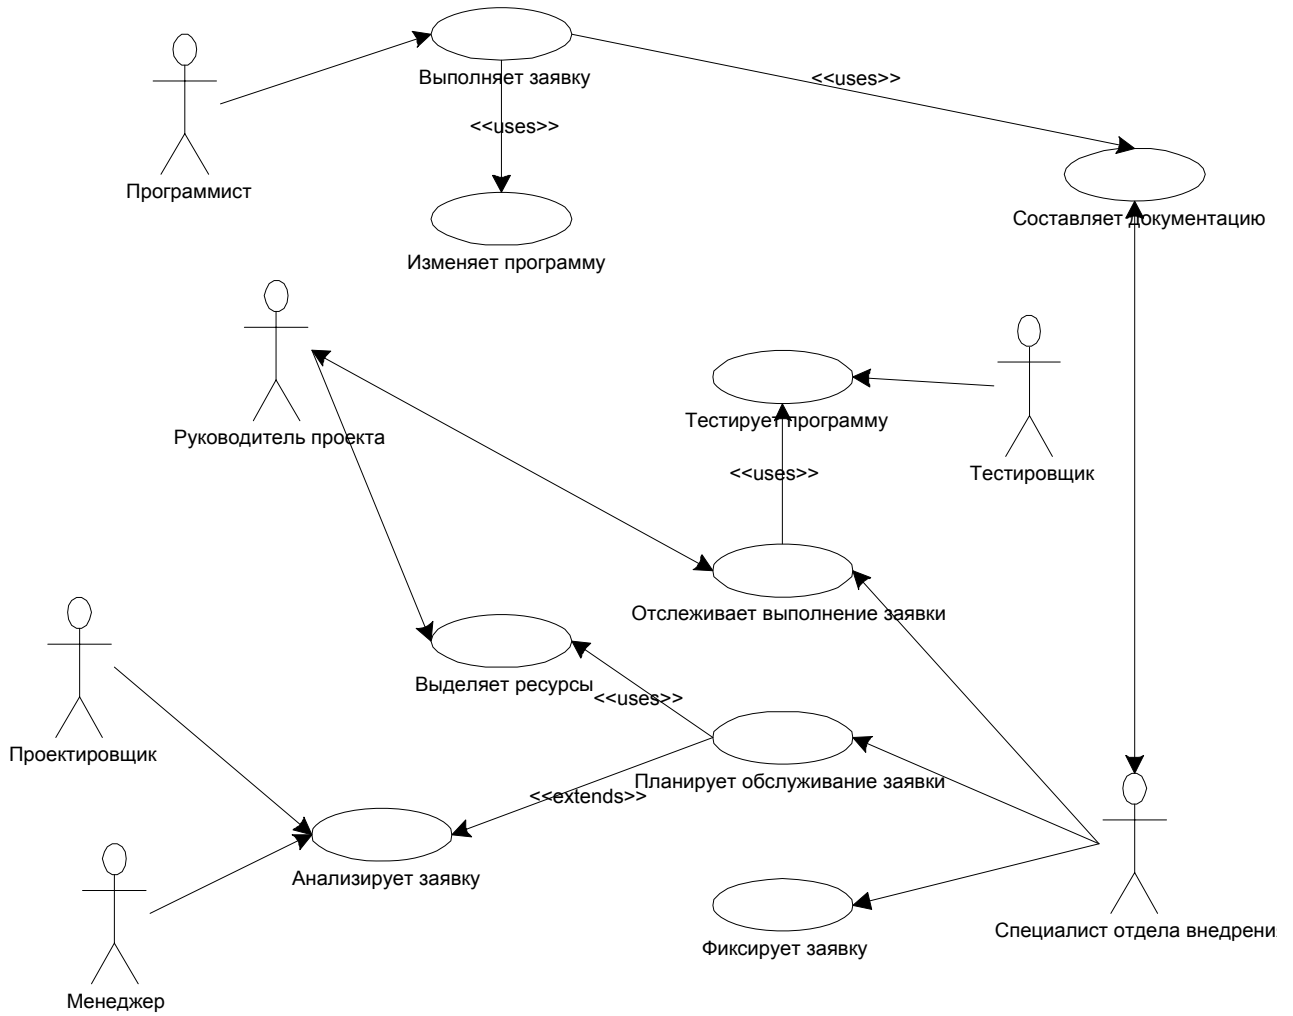 Выполняет заявку
<<uses>>
<<uses>>
Программист
Составляет документацию
Изменяет программу
Тестирует программу
Руководитель проекта
<<uses>>
Тестировщик
Отслеживает выполнение заявки
Выделяет ресурсы
<<uses>>
Проектировщик
Планирует обслуживание заявки
<<extends>>
Анализирует заявку
Специалист отдела внедрени
Фиксирует заявку
Менеджер